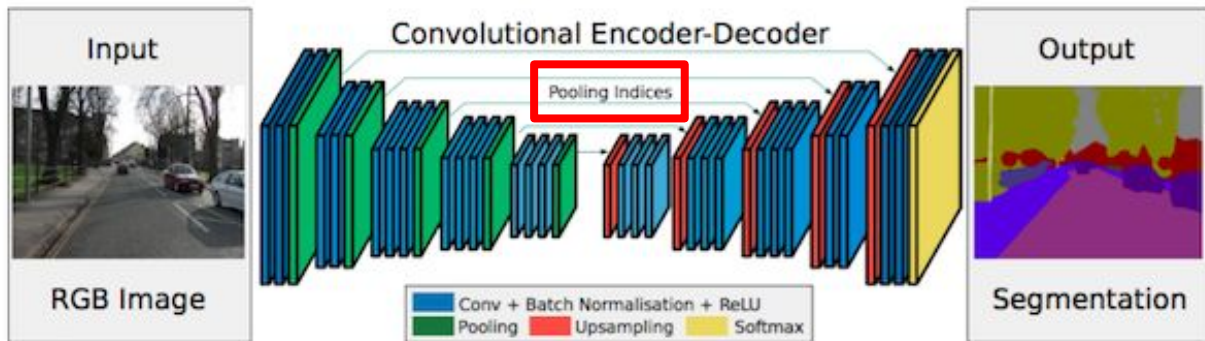 Input
RGB Image
Convolutional Encoder-Decoder
Pooling Indices
Conv + Batch Normalisation + ReLU
Pooling Upsampling Softmax
Output
Segmentation